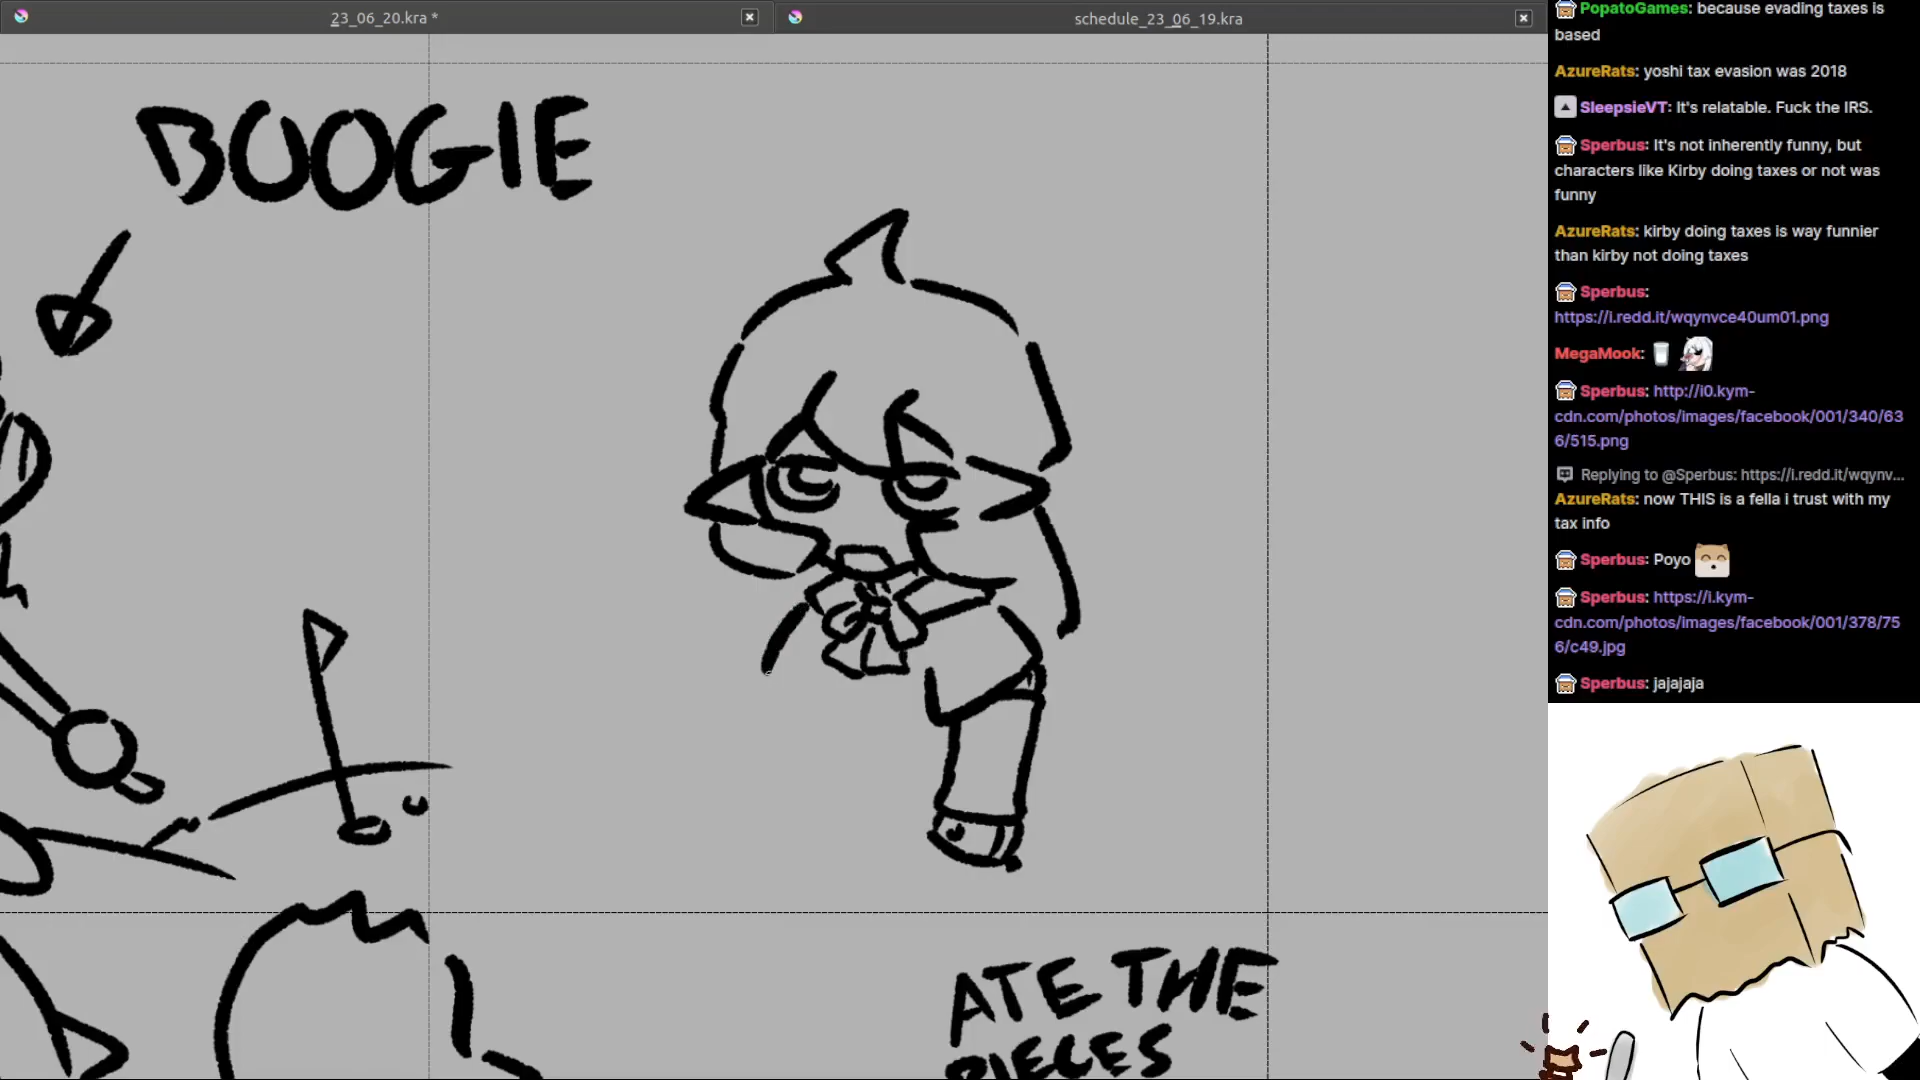 23_06_20.kra *
schedule_23_06_19.kra
BOOGIE
ATE THE
PIECES
PopatoGames: because evading taxes is
based
AzureRats: yoshi tax evasion was 2018
SleepsieVT: It's relatable. Fuck the IRS.
Sperbus: It's not inherently funny, but
characters like Kirby doing taxes or not was
funny
AzureRats: kirby doing taxes is way funnier
than kirby not doing taxes
Sperbus:
https://i.redd.it/wqynvce40um01.png
MegaMook:
Sperbus: http://i0.kym-
cdn.com/photos/images/facebook/001/340/63
6/515.png
Replying to @Sperbus: https://i.redd.it/wqynv...
AzureRats: now THIS is a fella i trust with my
tax info
Sperbus: Poyo
Sperbus: https://i.kym-
cdn.com/photos/images/facebook/001/378/75
6/c49.jpg
Sperbus: jajajaja